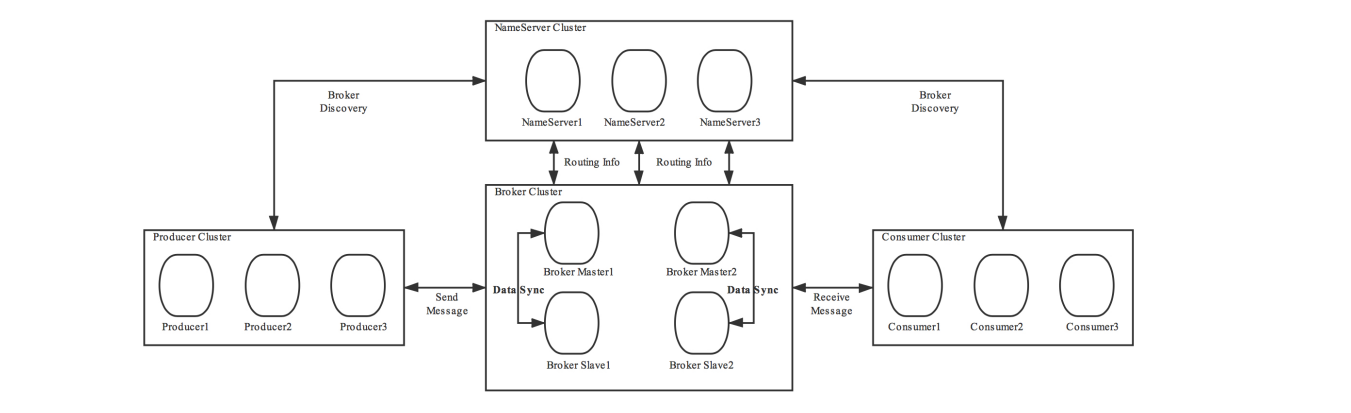 NameServer Cluster
NameServer1
NameServer2
NameServer3
Broker
Discovery
Broker
Discovery
Routing Info
Routing Info
Broker Cluster
Broker Master1
Broker Master2
Data Sync
Data Sync
Broker Slave1
Broker Slave2
Producer Cluster
Producer1
Producer2
Producer3
Send
Message
Receive
Message
Consumer Cluster
Consumer1
Consumer2
Consumer3